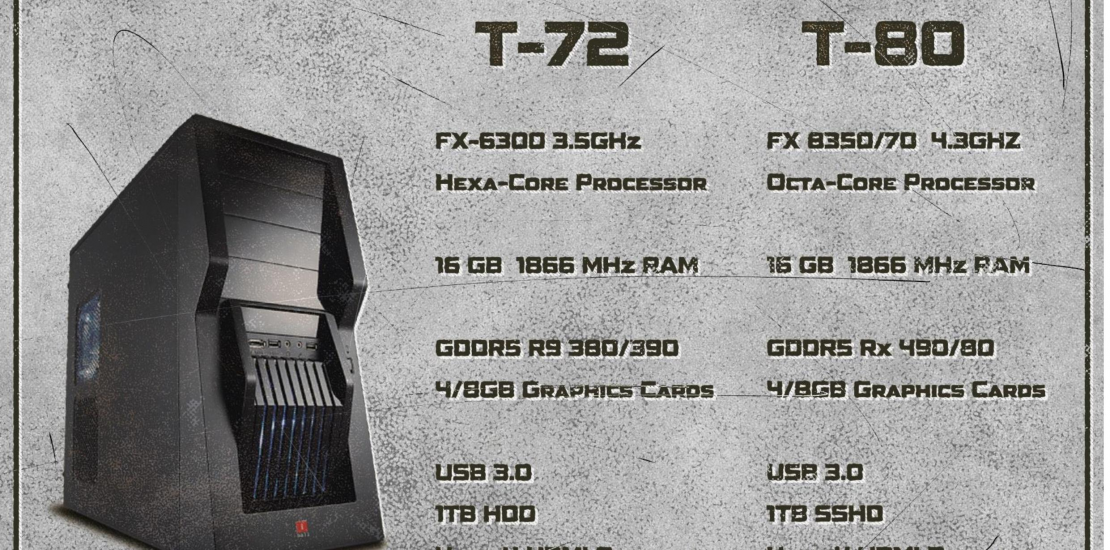 T-72
FX-6300 3.5GHz
Hexa-Core Processor
16 GB 1866 MHz RAM
GDDR5 R9 380/390
4/8GB Graphics Cards
USB 3.0
1TB HDD
T-80
FX 8350/70 4.3GHZ
Octa-Core Processor
16 GB 1866 MHz RAM
GDDR5 Rx 490/80
4/8GB Graphics Cards
USB 3.0
1TB SSHD